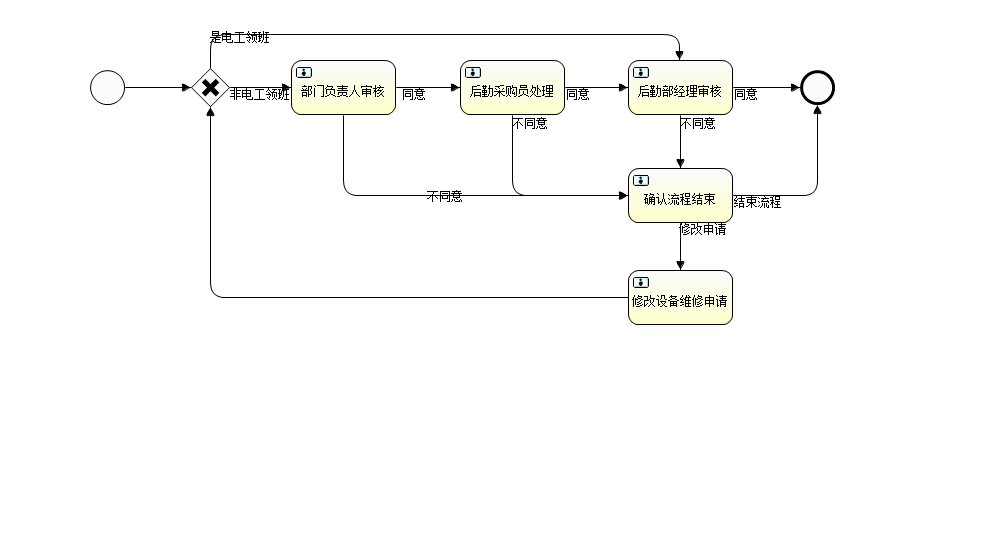 是电工领班
非电工领班
部门负责人审核
同意
后勤采购员处理
同意
后勤部经理审核
同意
不同意
不同意
不同意
确认流程结束
结束流程
修改申请
修改设备维修申请